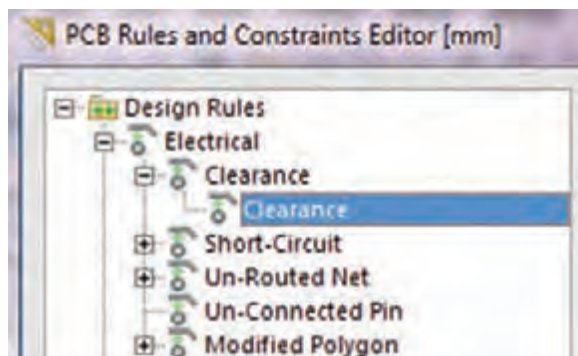 PCB Rules and Constraints Editor [mm]
Design Rules
Electrical
Clearance
Clearance
Short-Circuit
Un-Routed Net
Un-Connected Pin
Modified Polygon